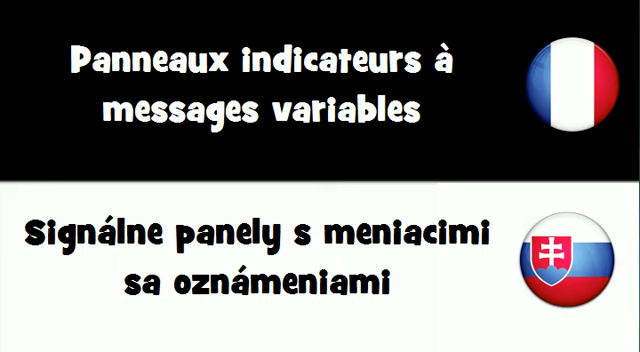 Panneaux indicateurs à
messages variables
Signálne panely s meniacimi
sa oznámeniami